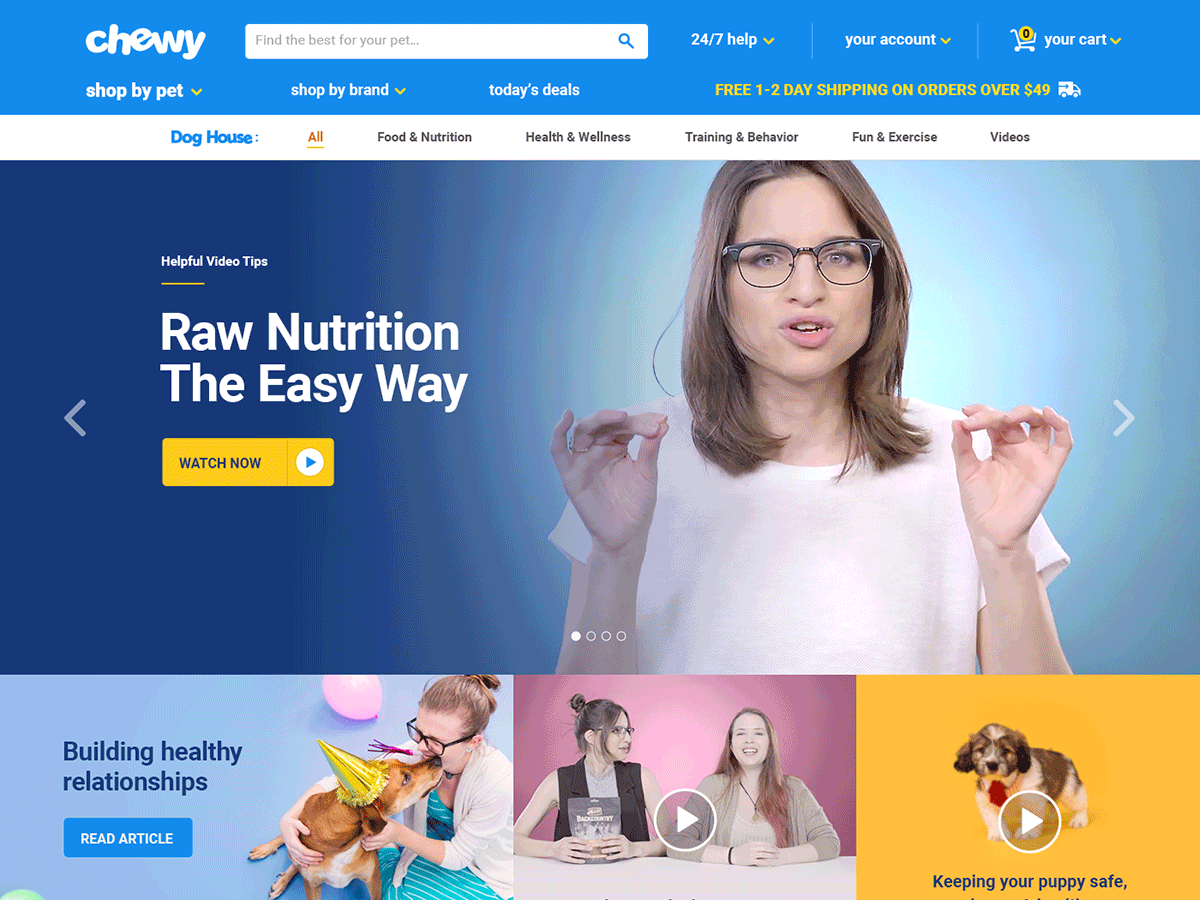 chewy
Find the best for your pet...
24/7 help
your account
0
your cart
shop by pet
shop by brand
today's deals
FREE 1-2 DAY SHIPPING ON ORDERS OVER $49
Dog House:
All
Food & Nutrition
Health & Wellness
Training & Behavior
Fun & Exercise
Videos
Helpful Video Tips
Raw Nutrition
The Easy Way
WATCH NOW
Building healthy
relationships
READ ARTICLE
BACKCOUNTRY
Keeping your puppy safe,